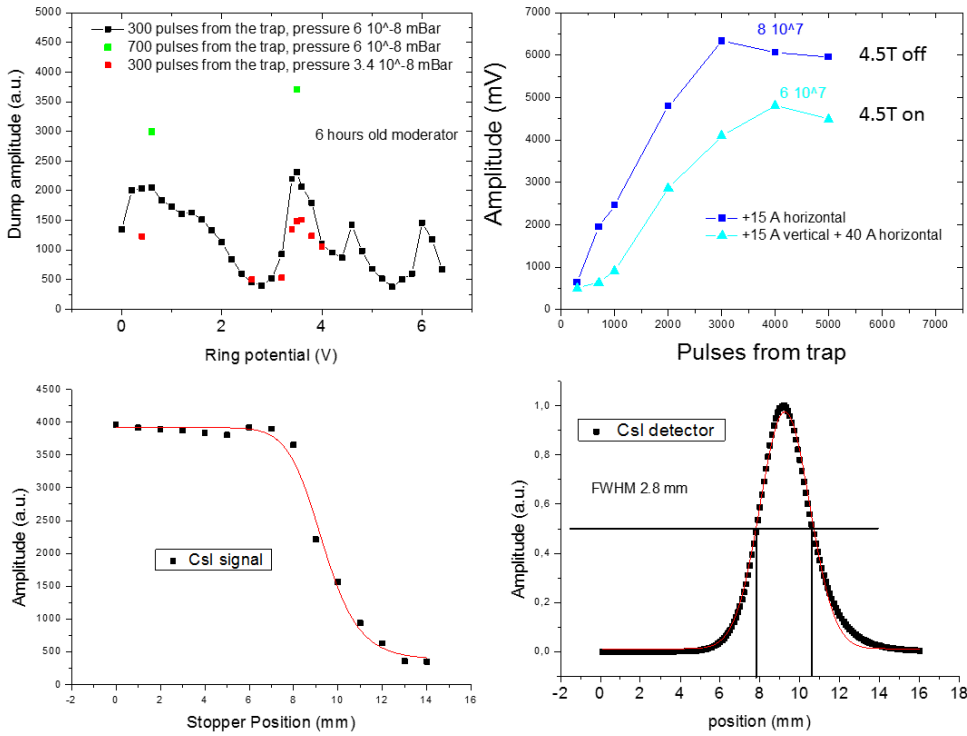 300 pulses from the trap, pressure 6 10^-8 mBar
700 pulses from the trap, pressure 6 10^-8 mBar
300 pulses from the trap, pressure 3.4 10^-8 mBar
6 hours old moderator
5000
4500
4000
3500
3000
2500
2000
1500
1000
500
0
Dump amplitude (a.u.)
0 2 4 6
Ring potential (V)
8 10^7
4.5T off
6 10^7
4.5T on
+15 A horizontal
+15 A vertical + 40 A horizontal
7000
6000
5000
4000
3000
2000
1000
0
Amplitude (mV)
0 1000 2000 3000 4000 5000 6000 7000
Pulses from trap
4500
4000
3500
3000
2500
2000
1500
1000
500
0
Amplitude (a.u.)
CsI signal
-2 0 2 4 6 8 10 12 14 16
Stopper Position (mm)
1,0
0,8
0,6
0,4
0,2
0,0
Amplitude (a.u.)
CsI detector
FWHM 2.8 mm
-2 0 2 4 6 8 10 12 14 16 18
position (mm)